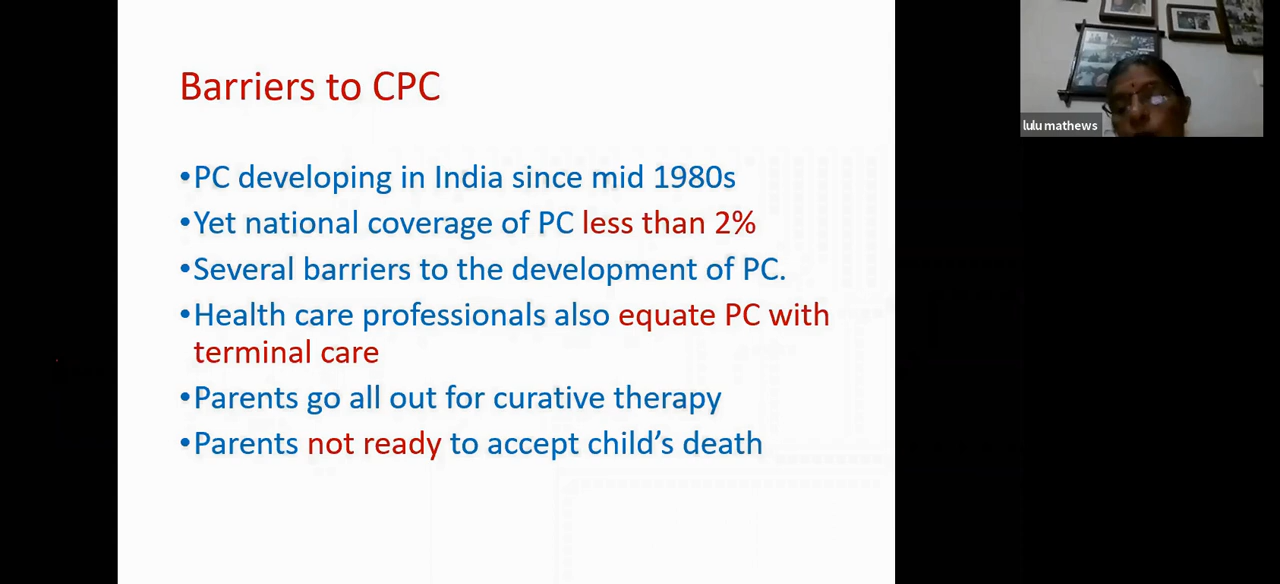 Barriers to CPC
•PC developing in India since mid 1980s
•Yet national coverage of PC less than 2%
•Several barriers to the development of PC.
•Health care professionals also equate PC with
terminal care
•Parents go all out for curative therapy
•Parents not ready to accept child’s death
lulu mathews